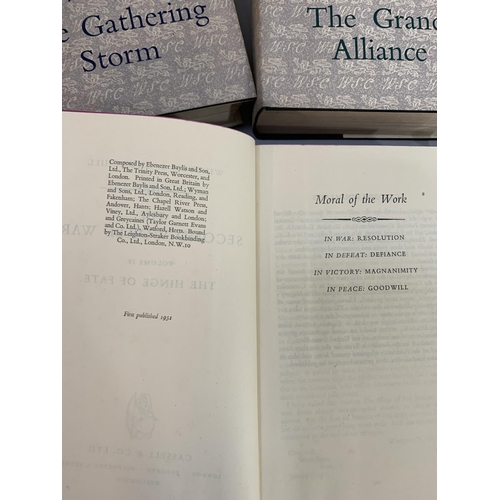 Gathering
Storm
The Grand
Alliance
Composed by Ebenezer Baylis and Son,
Ltd., The Trinity Press, Worcester, and
London. Printed in Great Britain by
Ebenezer Baylis and Son, Ltd.; Wyman
and Sons, Ltd., London, Reading, and
Fakenham; The Chapel River Press,
Andover, Hants; Hazell Watson and
Viney, Ltd., Aylesbury and London;
and Greycaines (Taylor Garnett Evans
and Co. Ltd.), Watford, Herts. Bound
by The Leighton-Straker Bookbinding
Co., Ltd., London, N.W.10
First published 1951
Moral of the Work
IN WAR: RESOLUTION
IN DEFEAT: DEFIANCE
IN VICTORY: MAGNANIMITY
IN PEACE: GOODWILL